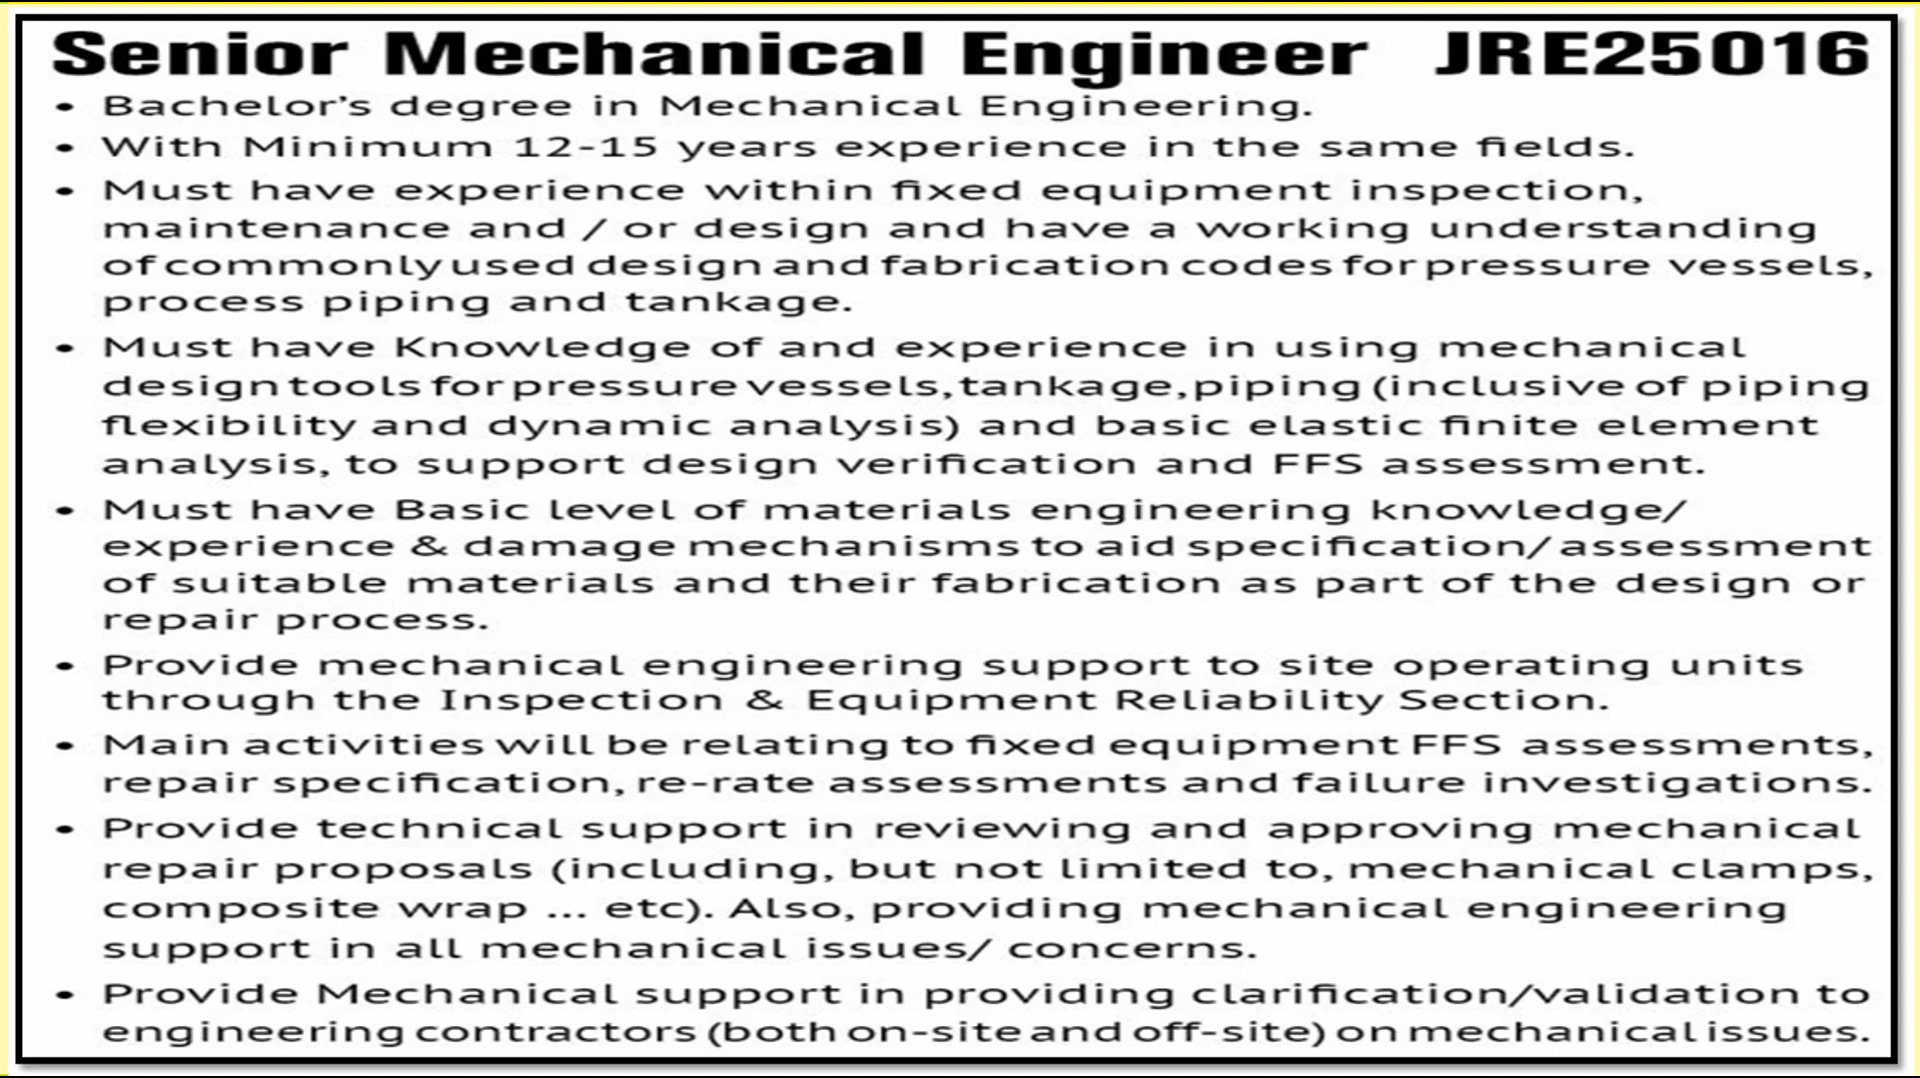 Senior Mechanical Engineer JRE25016
• Bachelor's degree in Mechanical Engineering.
• With Minimum 12-15 years experience in the same fields.
• Must have experience within fixed equipment inspection,
maintenance and / or design and have a working understanding
of commonly used design and fabrication codes for pressure vessels,
process piping and tankage.
• Must have Knowledge of and experience in using mechanical
design tools for pressure vessels, tankage, piping (inclusive of piping
flexibility and dynamic analysis) and basic elastic finite element
analysis, to support design verification and FFS assessment.
• Must have Basic level of materials engineering knowledge/
experience & damage mechanisms to aid specification/ assessment
of suitable materials and their fabrication as part of the design or
repair process.
• Provide mechanical engineering support to site operating units
through the Inspection & Equipment Reliability Section.
• Main activities will be relating to fixed equipment FFS assessments,
repair specification, re-rate assessments and failure investigations.
• Provide technical support in reviewing and approving mechanical
repair proposals (including, but not limited to, mechanical clamps,
composite wrap ... etc). Also, providing mechanical engineering
support in all mechanical issues/ concerns.
• Provide Mechanical support in providing clarification/validation to
engineering contractors (both on-site and off-site) on mechanical issues.